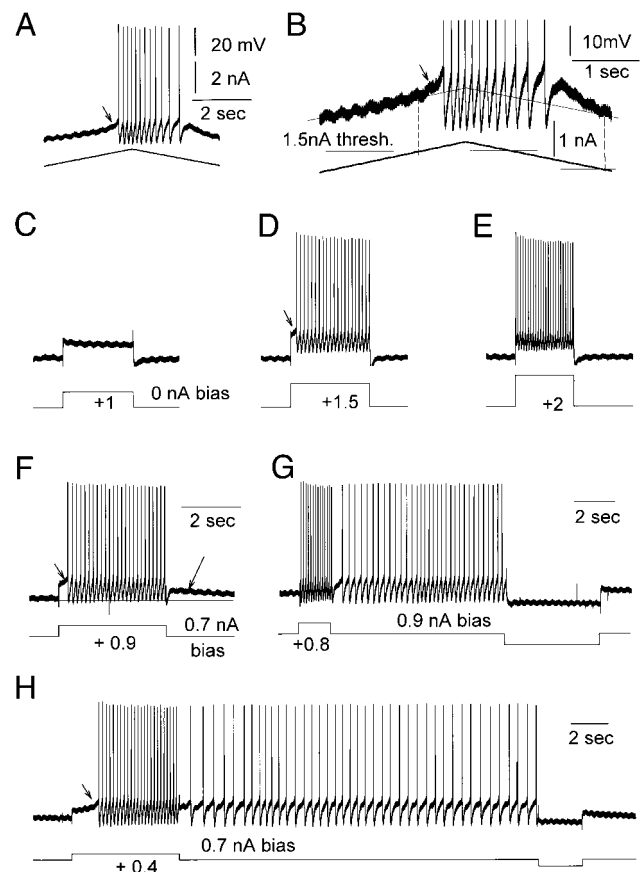 A
20 mV
2 nA
2 sec
B
10mV
1 sec
1.5nA thresh.
1 nA
C
0 nA bias
+1
D
+1.5
E
+2
F
2 sec
0.7 nA
+ 0.9
bias
G
2 sec
0.9 nA bias
+0.8
H
2 sec
0.7 nA bias
+ 0.4